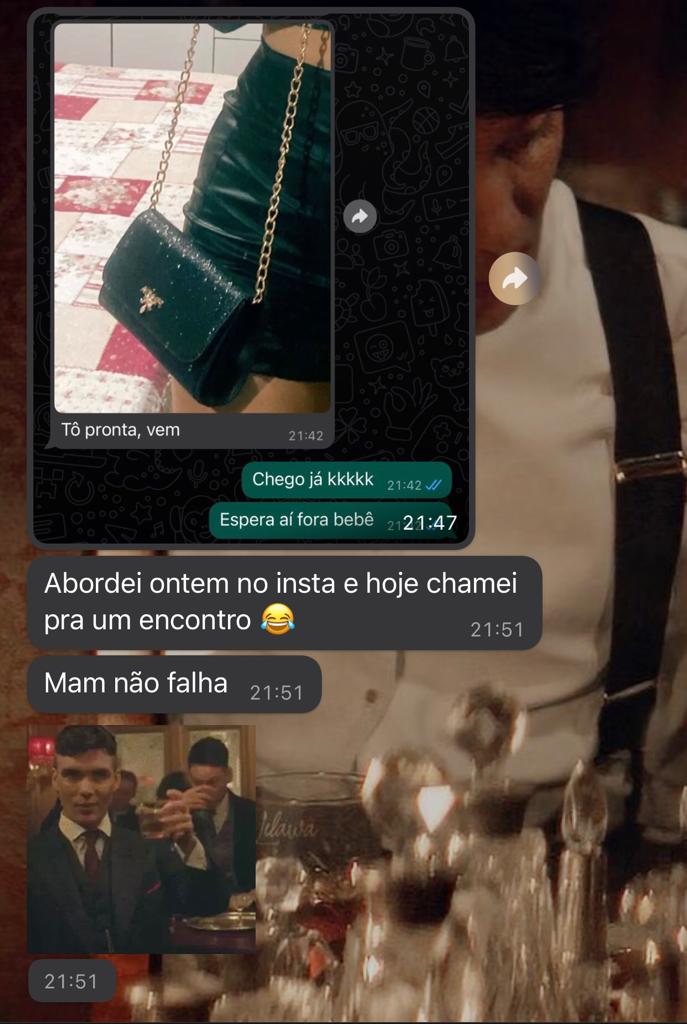 Tô pronta, vem
21:42
Chego já kkkkk 21:42
Espera aí fora bebê 21:47
Abordei ontem no insta e hoje chamei
pra um encontro 😂
21:51
Mam não falha 21:51
21:51